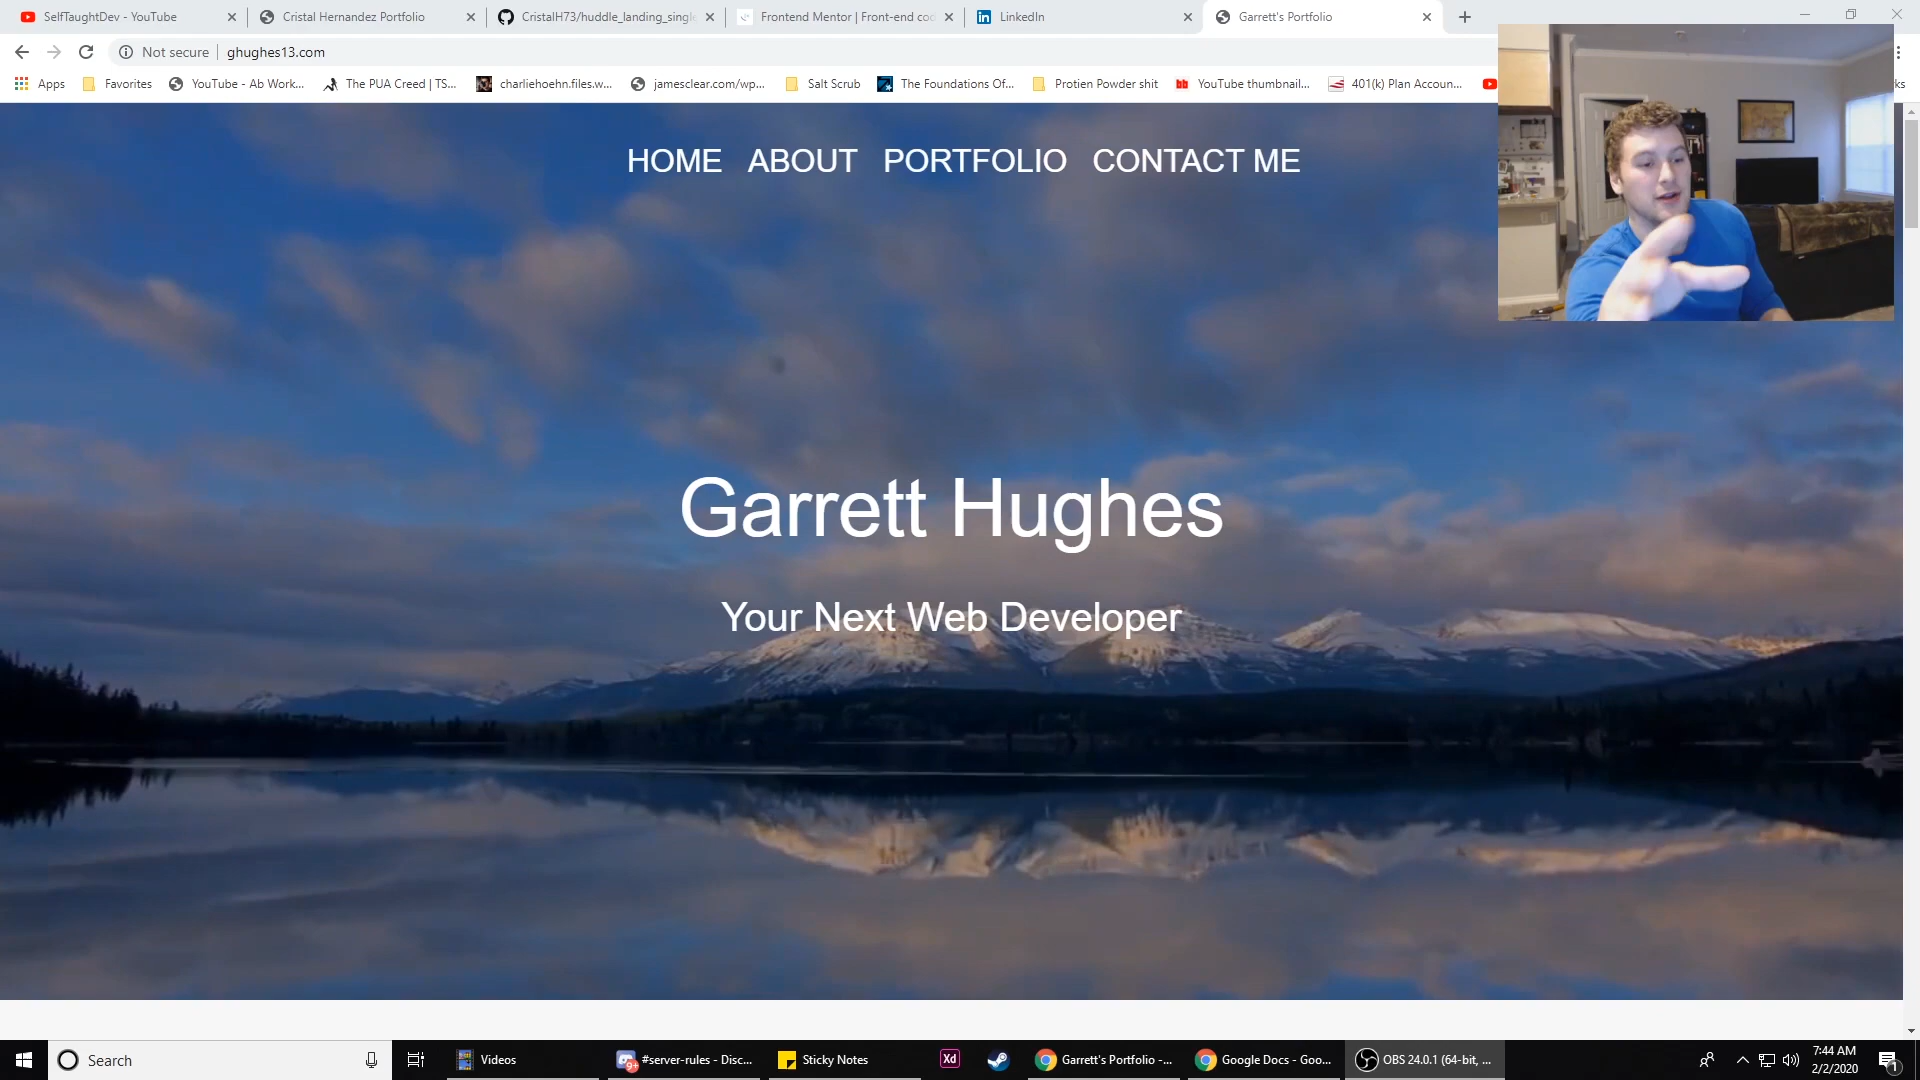 SelfTaughtDev - YouTube
Cristal Hernandez Portfolio
CristalH73/huddle_landing_single
Frontend Mentor | Front-end cod
LinkedIn
Garrett's Portfolio
Not secure
ghughes13.com
Apps
Favorites
YouTube - Ab Work...
The PUA Creed | TS...
charliehoehn.files.w...
jamesclear.com/wp...
Salt Scrub
The Foundations Of...
Protien Powder shit
YouTube thumbnail...
401(k) Plan Accoun...
ks
HOME ABOUT PORTFOLIO CONTACT ME
Garrett Hughes
Your Next Web Developer
Search
Videos
9+
#server-rules - Disc...
Sticky Notes
Xd
Garrett's Portfolio -...
Google Docs - Goo...
OBS 24.0.1 (64-bit, ...
7:44 AM
2/2/2020
1